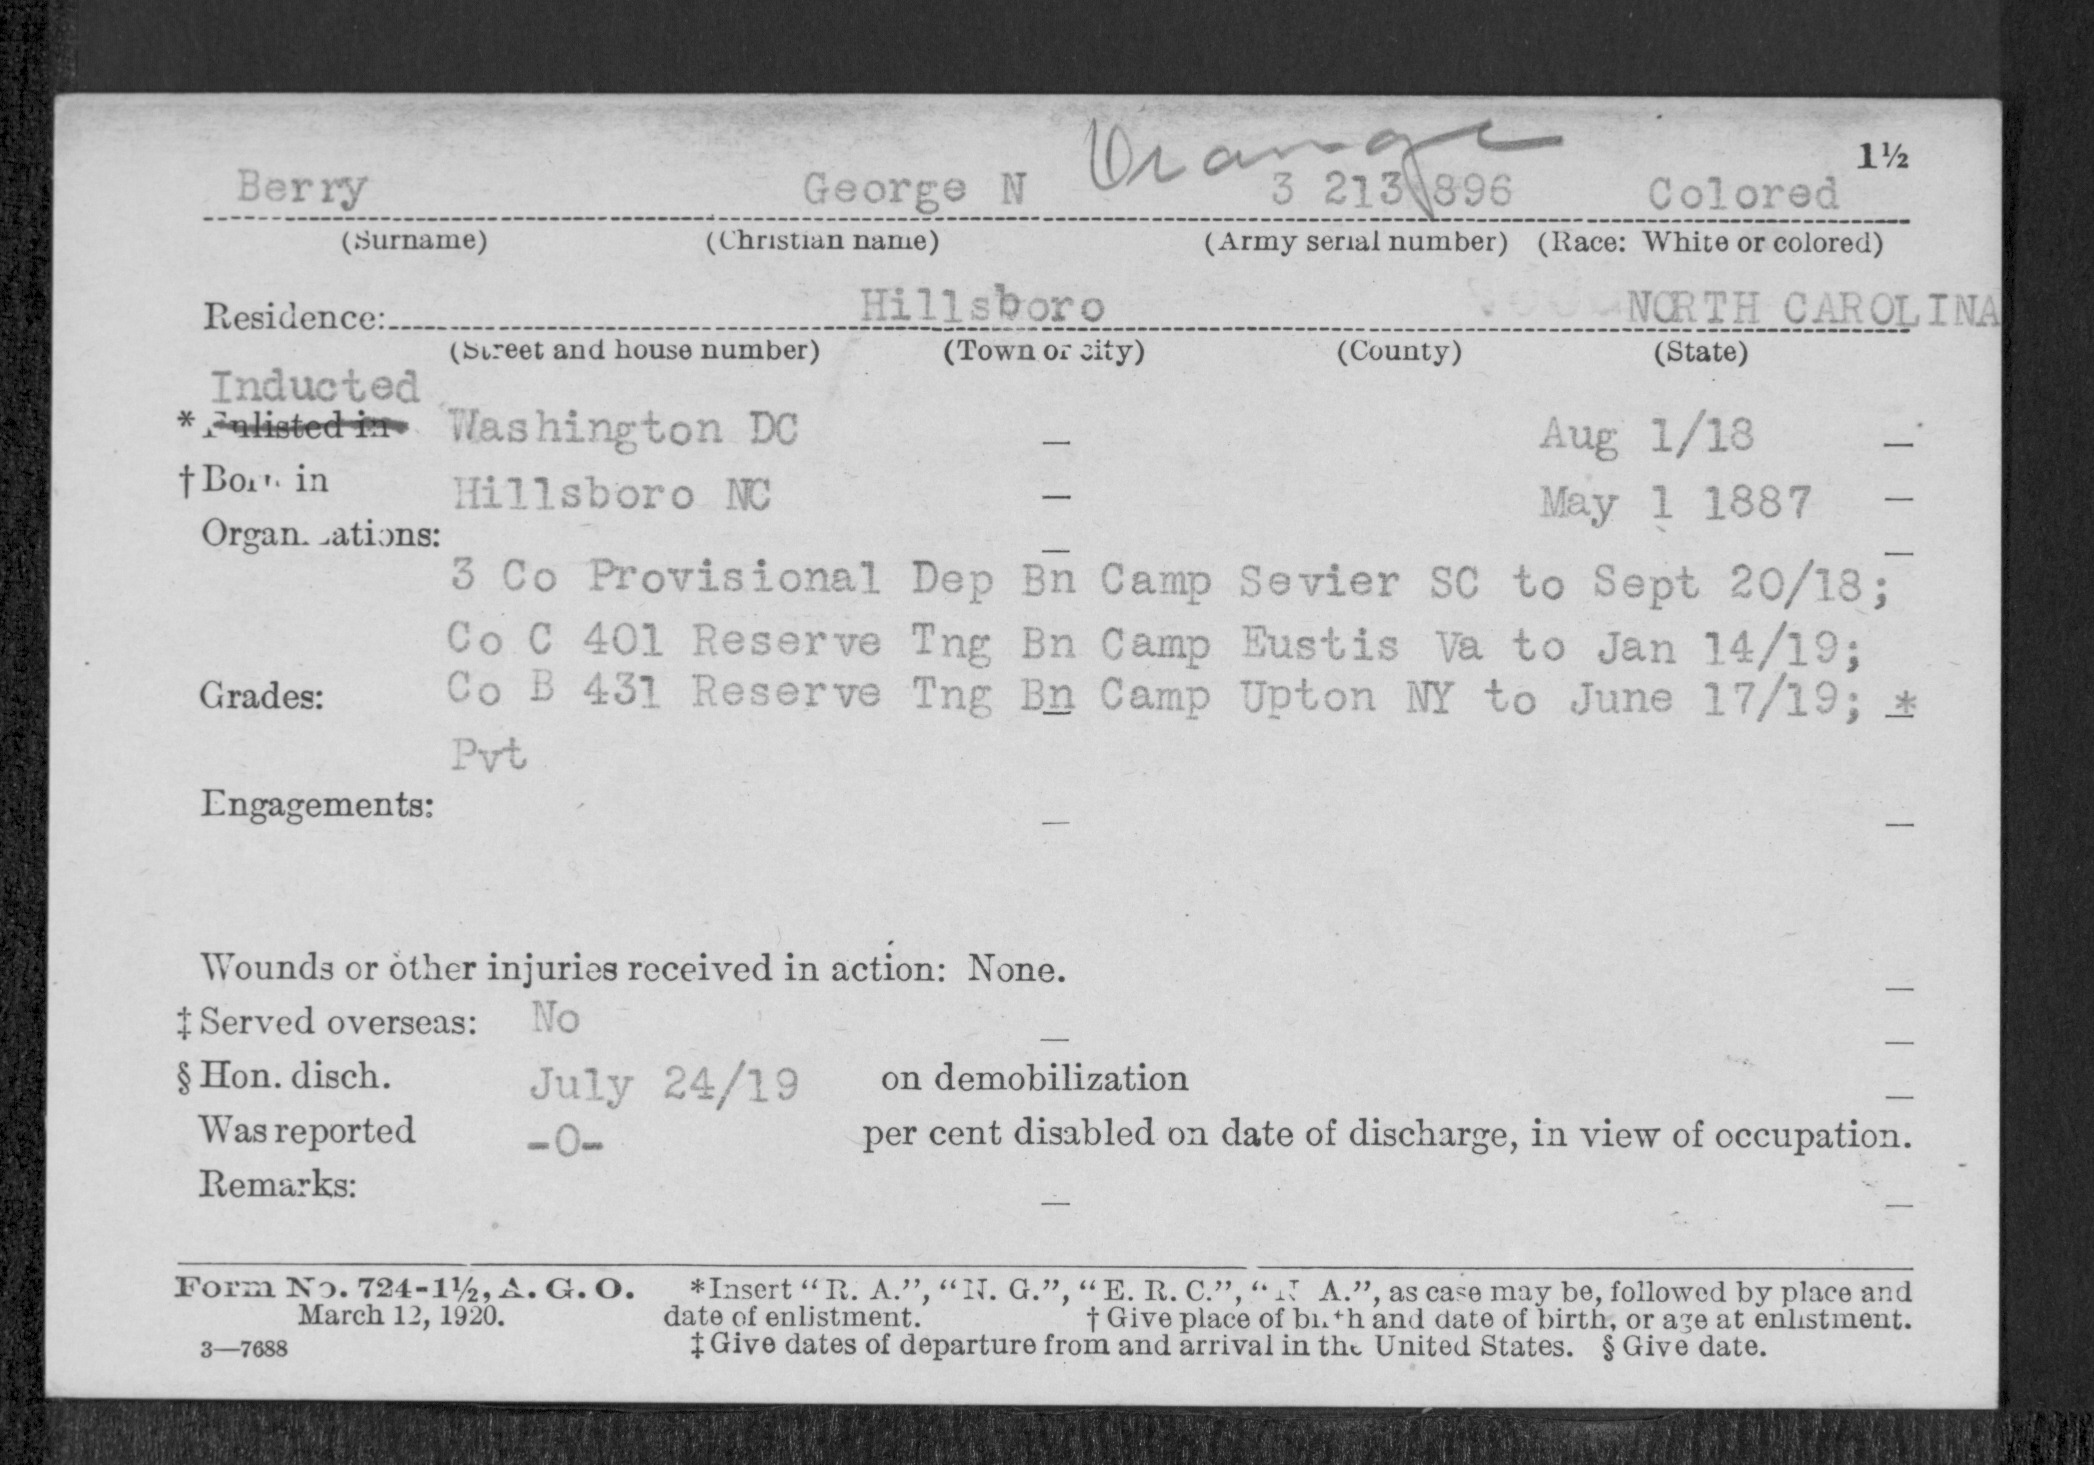 Orange
1½
Berry George N 3 213 896 Colored
(Surname) (Christian name) (Army serial number) (Race: White or colored)
Residence: Hillsboro NORTH CAROLINA
(Street and house number) (Town or city) (County) (State)
Inducted
* Enlisted in Washington DC — Aug 1/18 —
† Born in Hillsboro NC — May 1 1887 —
Organizations: — —
3 Co Provisional Dep Bn Camp Sevier SC to Sept 20/18;
Co C 401 Reserve Tng Bn Camp Eustis Va to Jan 14/19;
Grades: Co B 431 Reserve Tng Bn Camp Upton NY to June 17/19; *
Pvt
Engagements: — —
Wounds or other injuries received in action: None. —
‡ Served overseas: No — —
§ Hon. disch. July 24/19 on demobilization —
Was reported -0- per cent disabled on date of discharge, in view of occupation.
Remarks: — —
Form No. 724-1½, A. G. O. *Insert "R. A.", "N. G.", "E. R. C.", "N A.", as case may be, followed by place and
March 12, 1920. date of enlistment. † Give place of birth and date of birth, or age at enlistment.
3—7688 ‡ Give dates of departure from and arrival in the United States. § Give date.